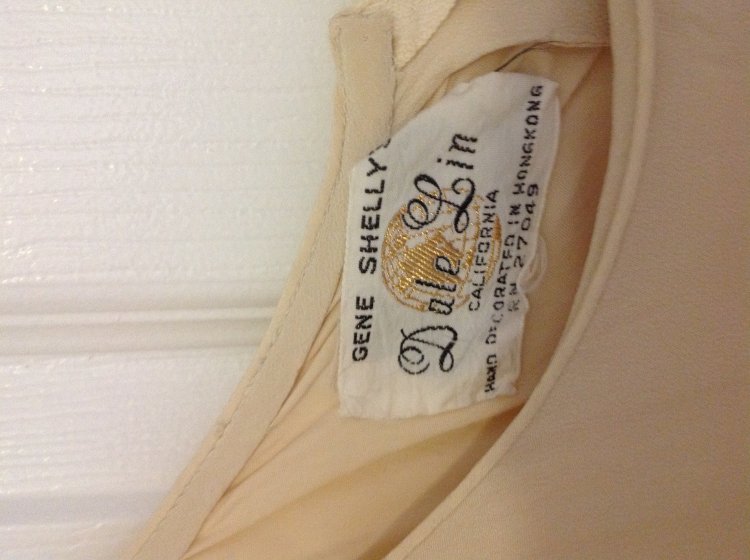 GENE SHELLY'S
Dale Lin
CALIFORNIA
HAND DECORATED IN HONGKONG
RN 27049